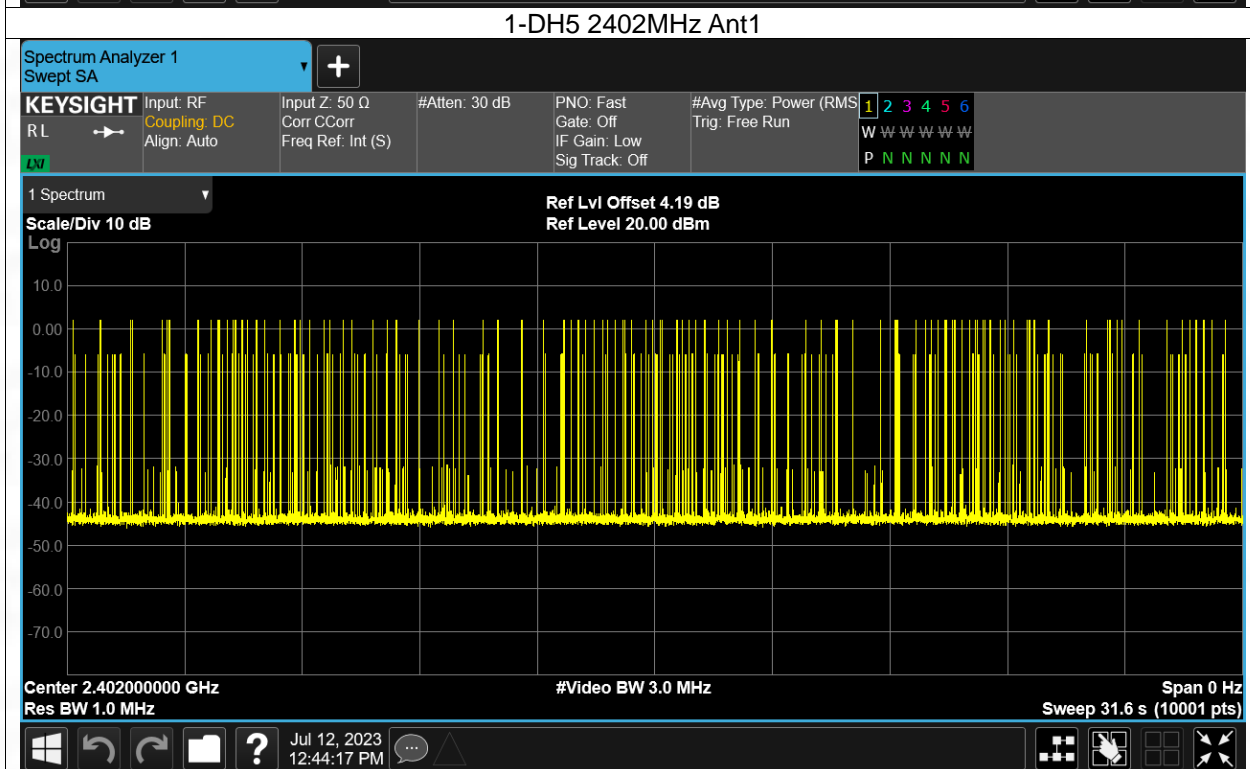 1-DH5 2402MHz Ant1
Spectrum Analyzer 1
Swept SA
KEYSIGHT
RL
LXI
Input: RF
Coupling: DC
Align: Auto
Input Z: 50 Ω
Corr CCorr
Freq Ref: Int (S)
#Atten: 30 dB
PNO: Fast
Gate: Off
IF Gain: Low
Sig Track: Off
#Avg Type: Power (RMS
Trig: Free Run
1 2 3 4 5 6
W W W W W W
P N N N N N
1 Spectrum
Scale/Div 10 dB
Ref Lvl Offset 4.19 dB
Ref Level 20.00 dBm
Log
10.0
0.00
-10.0
-20.0
-30.0
-40.0
-50.0
-60.0
-70.0
Center 2.402000000 GHz
#Video BW 3.0 MHz
Span 0 Hz
Res BW 1.0 MHz
Sweep 31.6 s (10001 pts)
?
Jul 12, 2023
12:44:17 PM